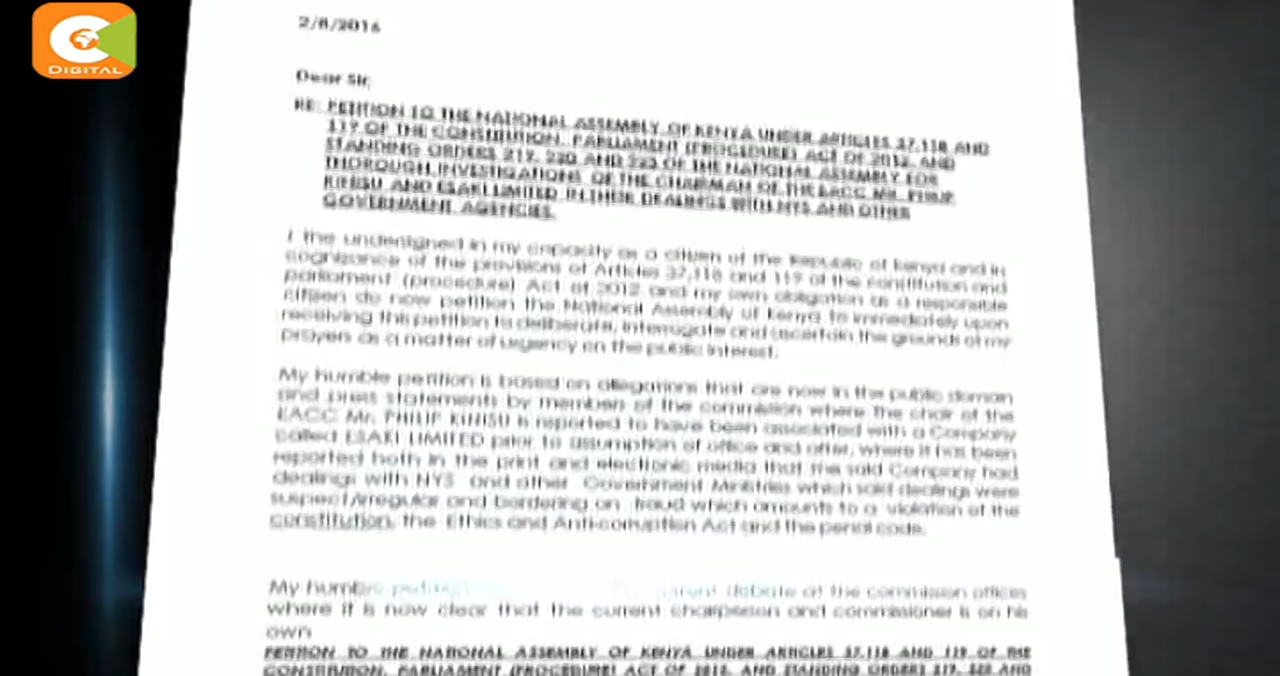 DIGITAL
2/8/2016
Dear Sir,
RE: PETITION TO THE NATIONAL ASSEMBLY OF KENYA UNDER ARTICLES 37,118 AND
119 OF THE CONSTITUTION, PARLIAMENT (PROCEDURE) ACT OF 2012, AND
STANDING ORDERS 219, 220 AND 223 OF THE NATIONAL ASSEMBLY FOR
THOROUGH INVESTIGATIONS OF THE CHAIRMAN OF THE EACC MR. PHILIP
KINISU AND ESAKI LIMITED IN THEIR DEALINGS WITH NYS AND OTHER
GOVERNMENT AGENCIES.
I the undersigned in my capacity as a citizen of the Republic of Kenya and in
cognizance of the provisions of Articles 37,118 and 119 of the constitution and
parliament (procedure) Act of 2012 and my own obligation as a responsible
citizen do now petition the National Assembly of Kenya to immediately upon
receiving this petition to deliberate, interrogate and ascertain the grounds of my
prayers as a matter of urgency on the public interest.
My humble petition is based on allegations that are now in the public domain
and press statements by members of the commission where the chair of the
EACC Mr. PHILIP KINISU is reported to have been associated with a Company
called ESAKI LIMITED prior to assumption of office and after, where it has been
reported both in the print and electronic media that the said Company had
dealings with NYS and other Government Ministries which said dealings were
suspect/irregular and bordering on fraud which amounts to a violation of the
constitution, the Ethics and Anti-corruption Act and the penal code.
My humble petition current debate at the commission offices
where it is now clear that the current chairperson and commissioner is on his
own
PETITION TO THE NATIONAL ASSEMBLY OF KENYA UNDER ARTICLES 37,118 AND 119 OF THE
CONSTITUTION, PARLIAMENT (PROCEDURE) ACT OF 2012, AND STANDING ORDERS 219, 220 AND